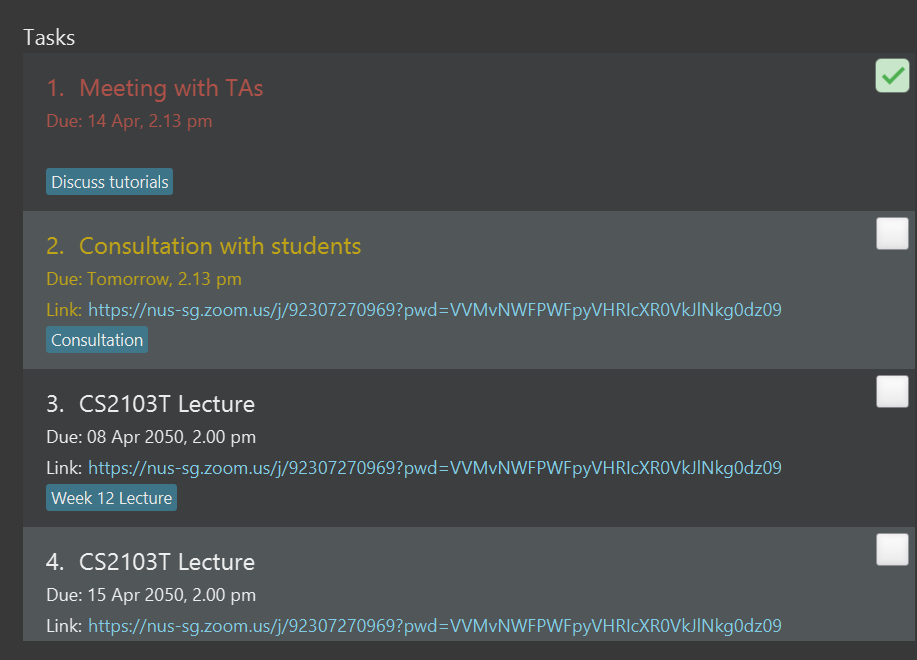 Tasks
1. Meeting with TAs
Due: 14 Apr, 2.13 pm
Discuss tutorials
2. Consultation with students
Due: Tomorrow, 2.13 pm
Link: https://nus-sg.zoom.us/j/92307270969?pwd=VVMvNWFPWFpyVHRIcXR0VkJlNkg0dz09
Consultation
3. CS2103T Lecture
Due: 08 Apr 2050, 2.00 pm
Link: https://nus-sg.zoom.us/j/92307270969?pwd=VVMvNWFPWFpyVHRIcXR0VkJlNkg0dz09
Week 12 Lecture
4. CS2103T Lecture
Due: 15 Apr 2050, 2.00 pm
Link: https://nus-sg.zoom.us/j/92307270969?pwd=VVMvNWFPWFpyVHRIcXR0VkJlNkg0dz09